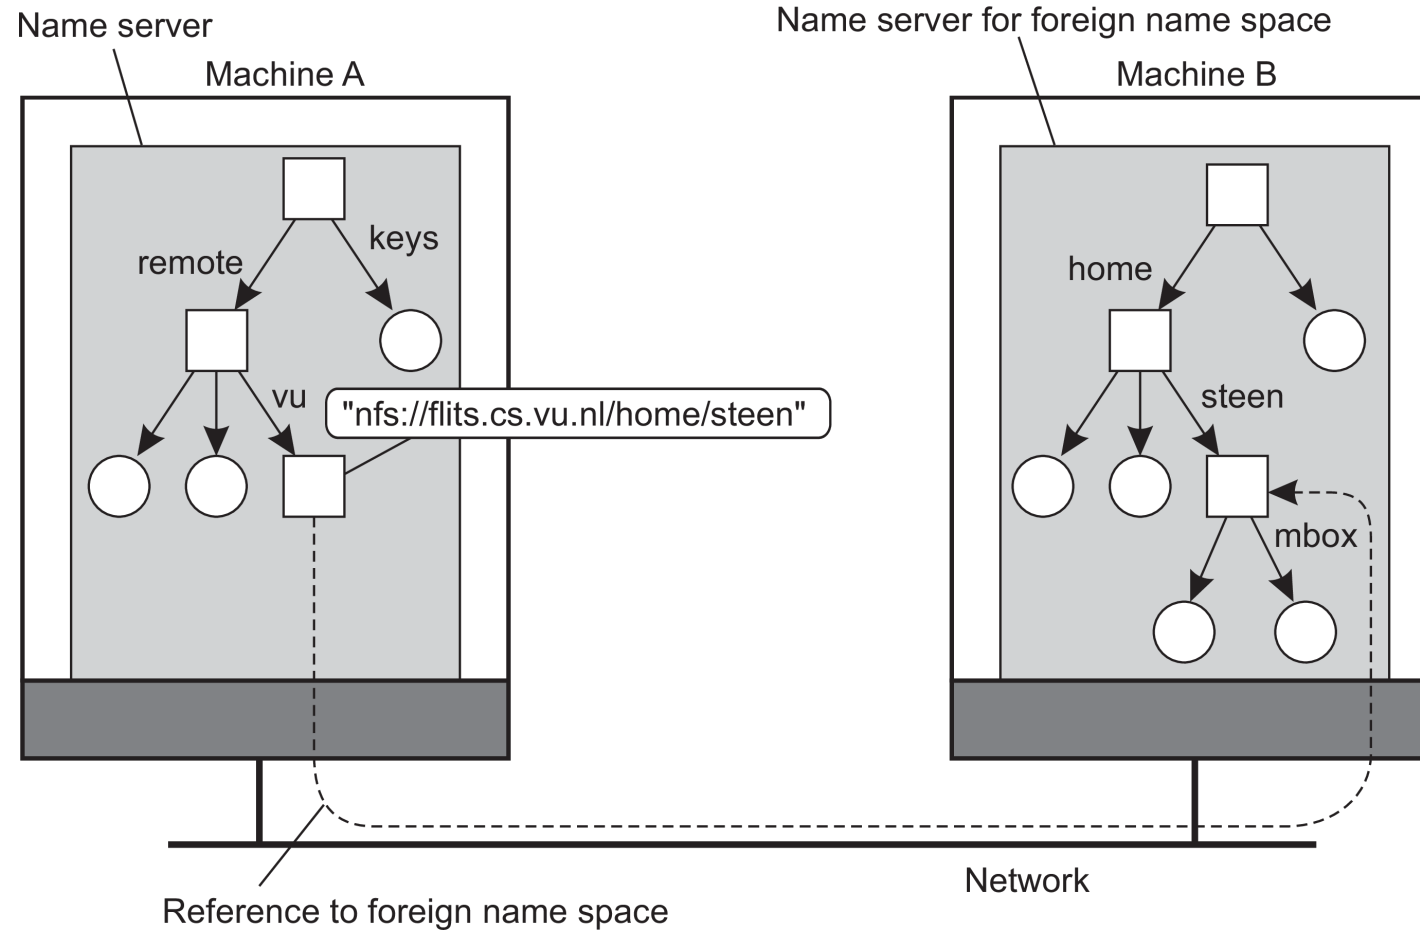 Name server
Name server for foreign name space
Machine A
Machine B
keys
remote
home
vu
"nfs://flits.cs.vu.nl/home/steen"
steen
mbox
Network
Reference to foreign name space